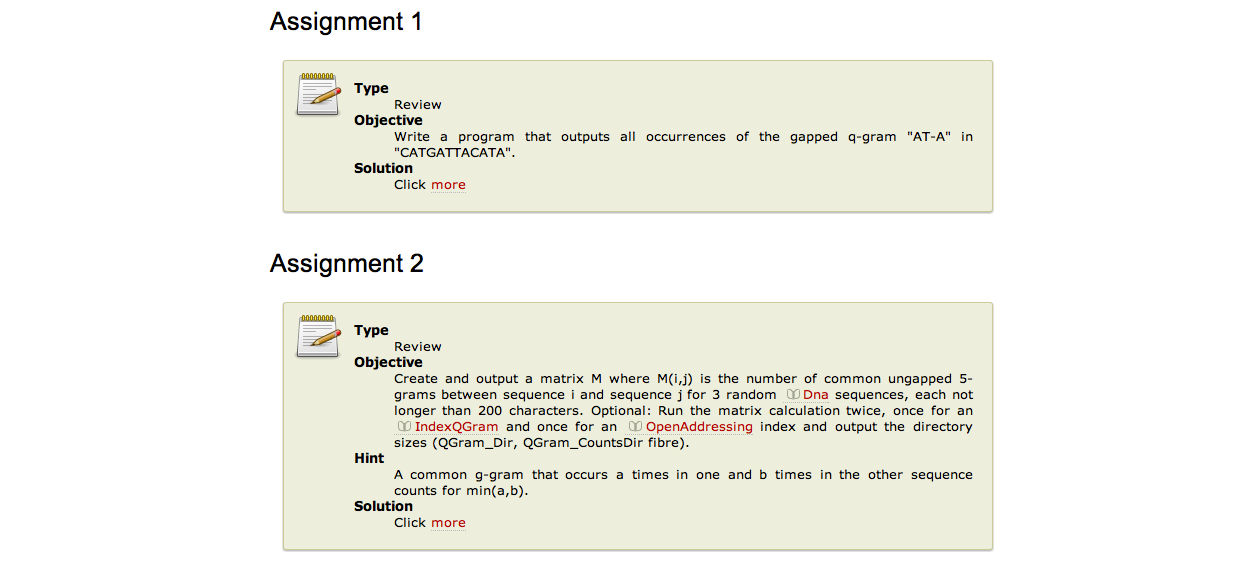 Assignment 1
Type
Review
Objective
Write a program that outputs all occurrences of the gapped q-gram "AT-A" in
"CATGATTACATA".
Solution
Click more
Assignment 2
Type
Review
Objective
Create and output a matrix M where M(i,j) is the number of common ungapped 5-
grams between sequence i and sequence j for 3 random Dna sequences, each not
longer than 200 characters. Optional: Run the matrix calculation twice, once for an
IndexQGram and once for an OpenAddressing index and output the directory
sizes (QGram_Dir, QGram_CountsDir fibre).
Hint
A common g-gram that occurs a times in one and b times in the other sequence
counts for min(a,b).
Solution
Click more